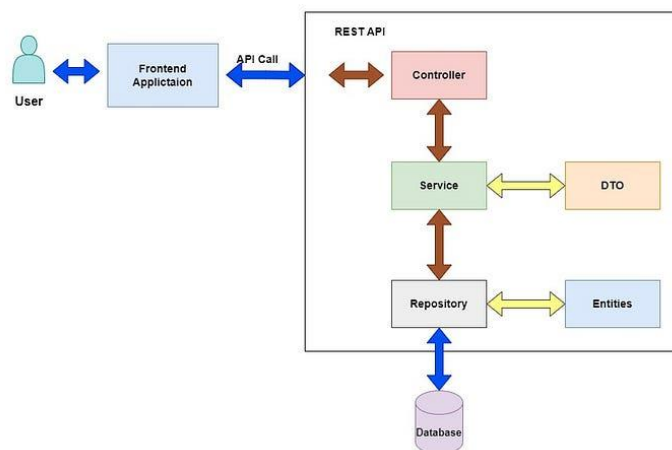 REST API
API Call
Frontend
Applictaion
Controller
User
Service
DTO
Repository
Entities
Database